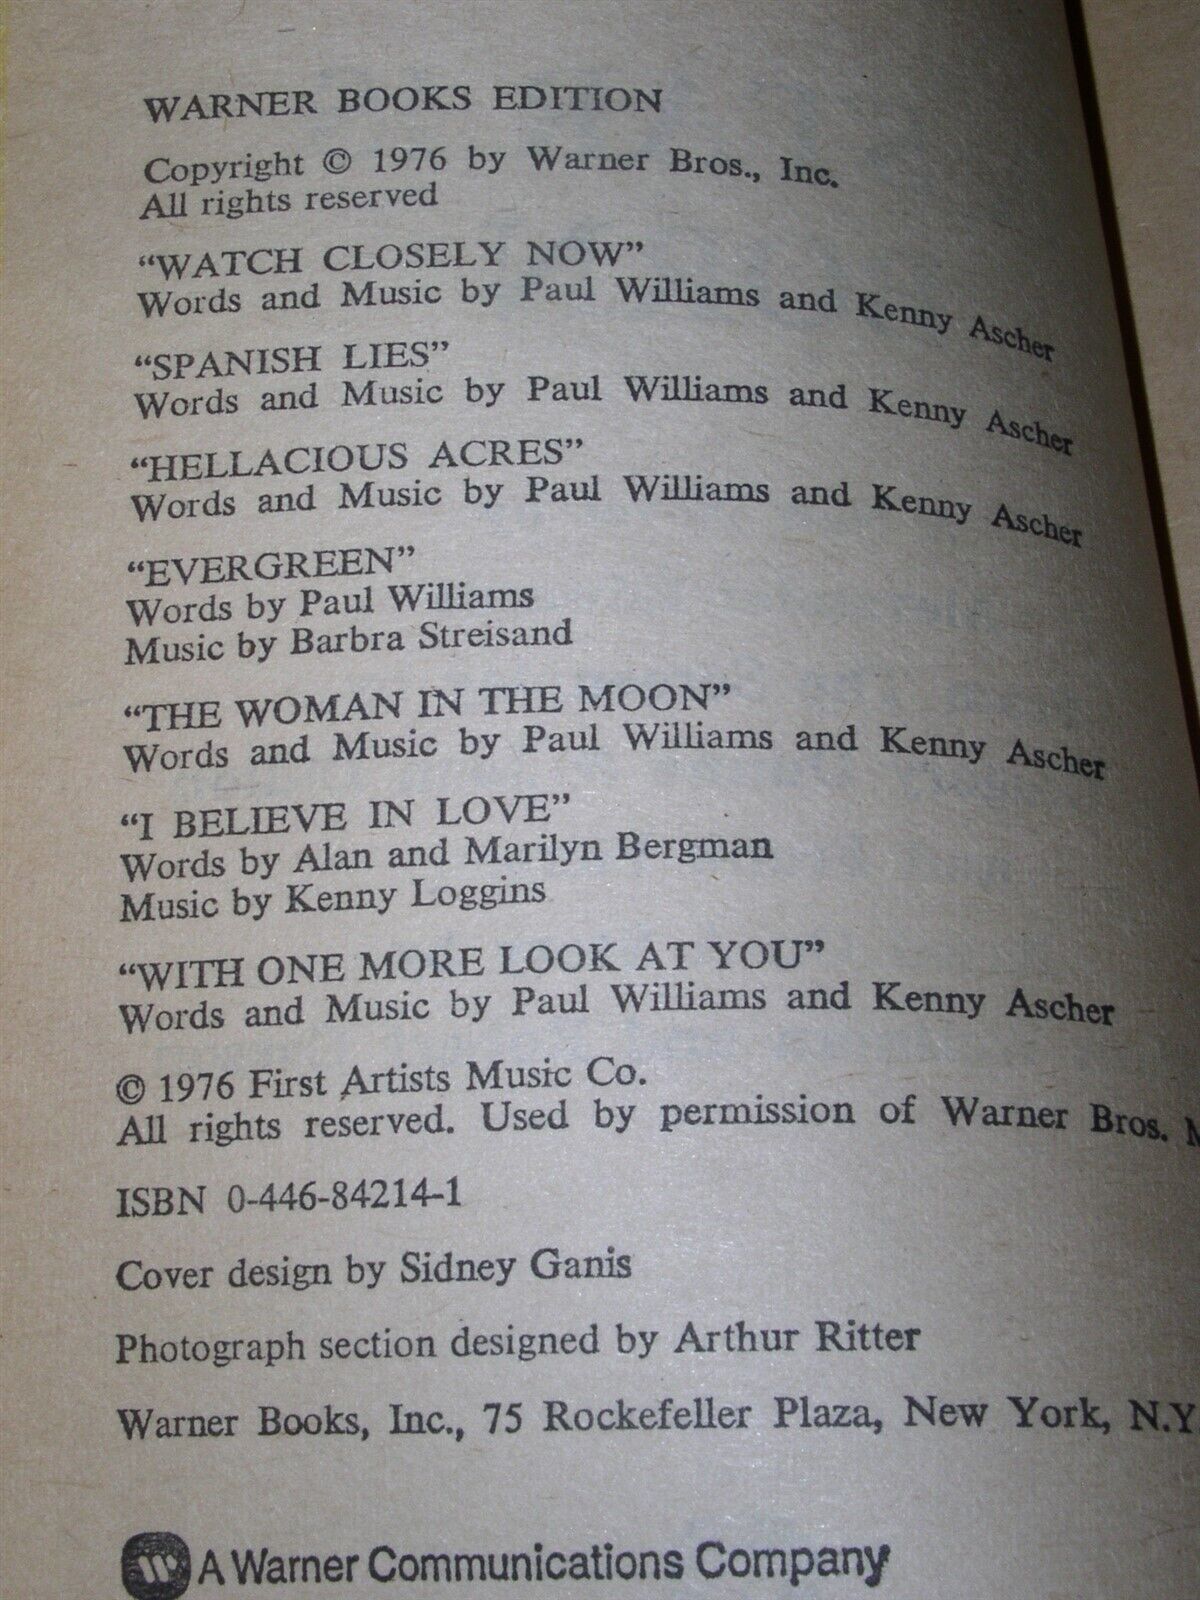 WARNER BOOKS EDITION
Copyright © 1976 by Warner Bros., Inc.
All rights reserved
“WATCH CLOSELY NOW”
Words and Music by Paul Williams and Kenny Ascher
“SPANISH LIES”
Words and Music by Paul Williams and Kenny Ascher
“HELLACIOUS ACRES”
Words and Music by Paul Williams and Kenny Ascher
“EVERGREEN”
Words by Paul Williams
Music by Barbra Streisand
“THE WOMAN IN THE MOON”
Words and Music by Paul Williams and Kenny Ascher
“I BELIEVE IN LOVE”
Words by Alan and Marilyn Bergman
Music by Kenny Loggins
“WITH ONE MORE LOOK AT YOU”
Words and Music by Paul Williams and Kenny Ascher
© 1976 First Artists Music Co.
All rights reserved. Used by permission of Warner Bros.
ISBN 0-446-84214-1
Cover design by Sidney Ganis
Photograph section designed by Arthur Ritter
Warner Books, Inc., 75 Rockefeller Plaza, New York, N.Y.
A Warner Communications Company